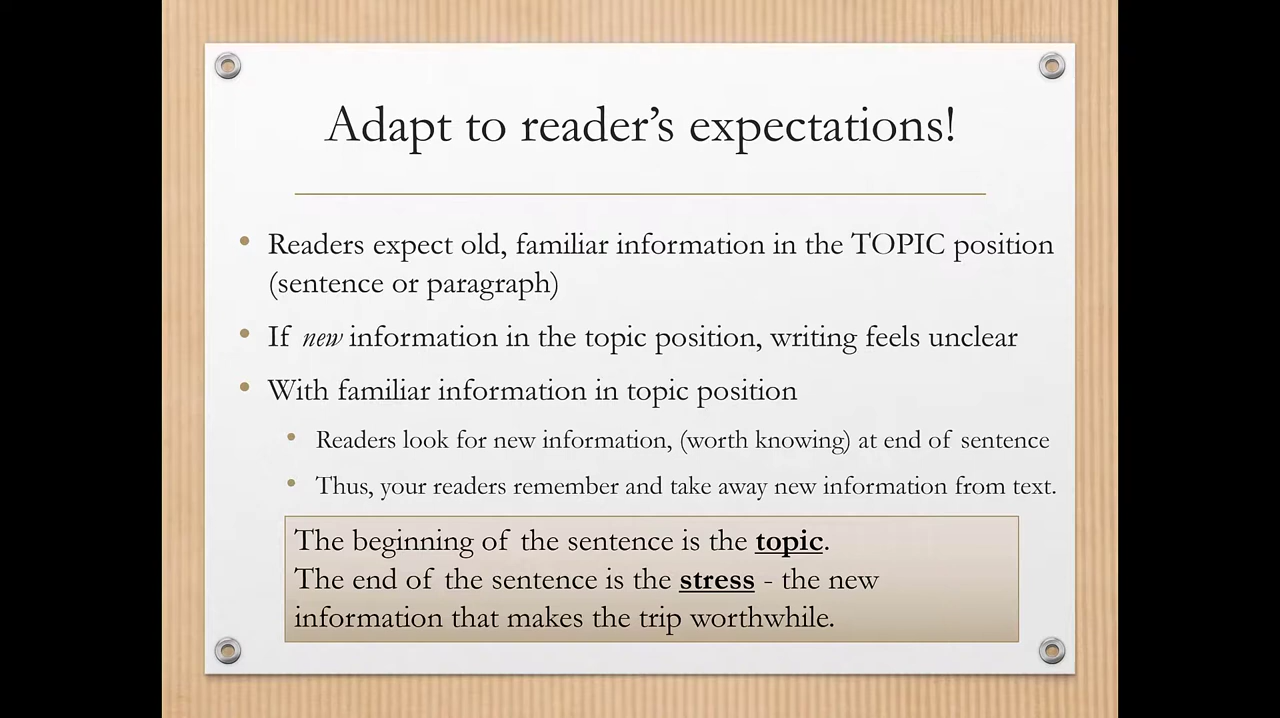 Adapt to reader’s expectations!
Readers expect old, familiar information in the TOPIC position
(sentence or paragraph)
If new information in the topic position, writing feels unclear
With familiar information in topic position
Readers look for new information, (worth knowing) at end of sentence
Thus, your readers remember and take away new information from text.
The beginning of the sentence is the topic.
The end of the sentence is the stress - the new
information that makes the trip worthwhile.